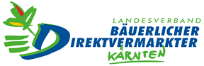 LANDESVERBAND
BÄUERLICHER
DIREKTVERMARKTER
KÄRNTEN